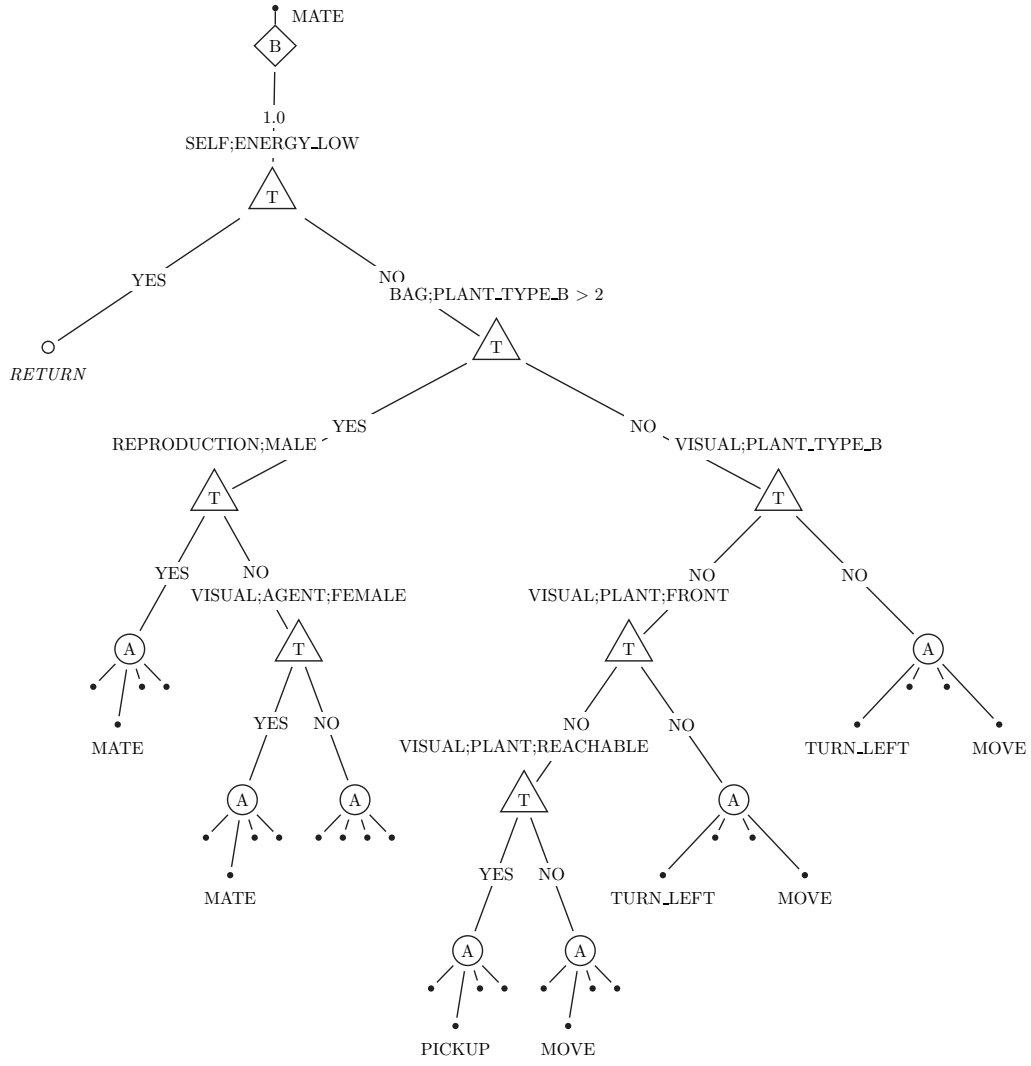 MATE
B
1.0
SELF;ENERGY_LOW
T
YES
NO
BAG;PLANT_TYPE_B > 2
T
RETURN
YES
NO
REPRODUCTION;MALE
VISUAL;PLANT_TYPE_B
T
T
YES
NO
NO
NO
VISUAL;AGENT;FEMALE
VISUAL;PLANT;FRONT
A
T
T
A
MATE
YES
NO
NO
NO
TURN_LEFT
MOVE
VISUAL;PLANT;REACHABLE
A
A
T
A
MATE
YES
NO
TURN_LEFT
MOVE
A
A
PICKUP
MOVE